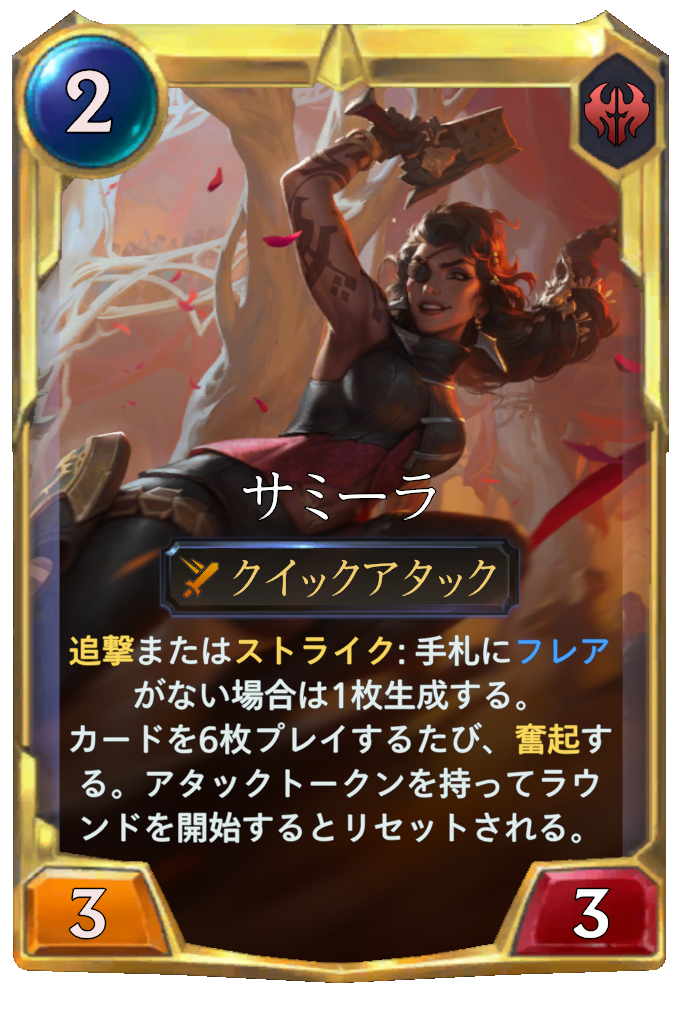 2
サミーラ
クイックアタック
追撃またはストライク: 手札にフレア
がない場合は1枚生成する。
カードを6枚プレイするたび、奮起す
る。アタックトークンを持ってラウ
ンドを開始するとリセットされる。
3
3